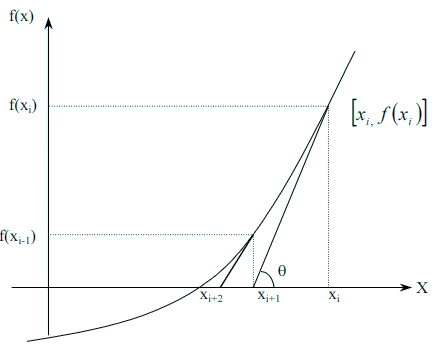 f(x)
f(xᵢ)
[xᵢ, f(xᵢ)]
f(xᵢ₋₁)
θ
X
xᵢ₊₂
xᵢ₊₁
xᵢ